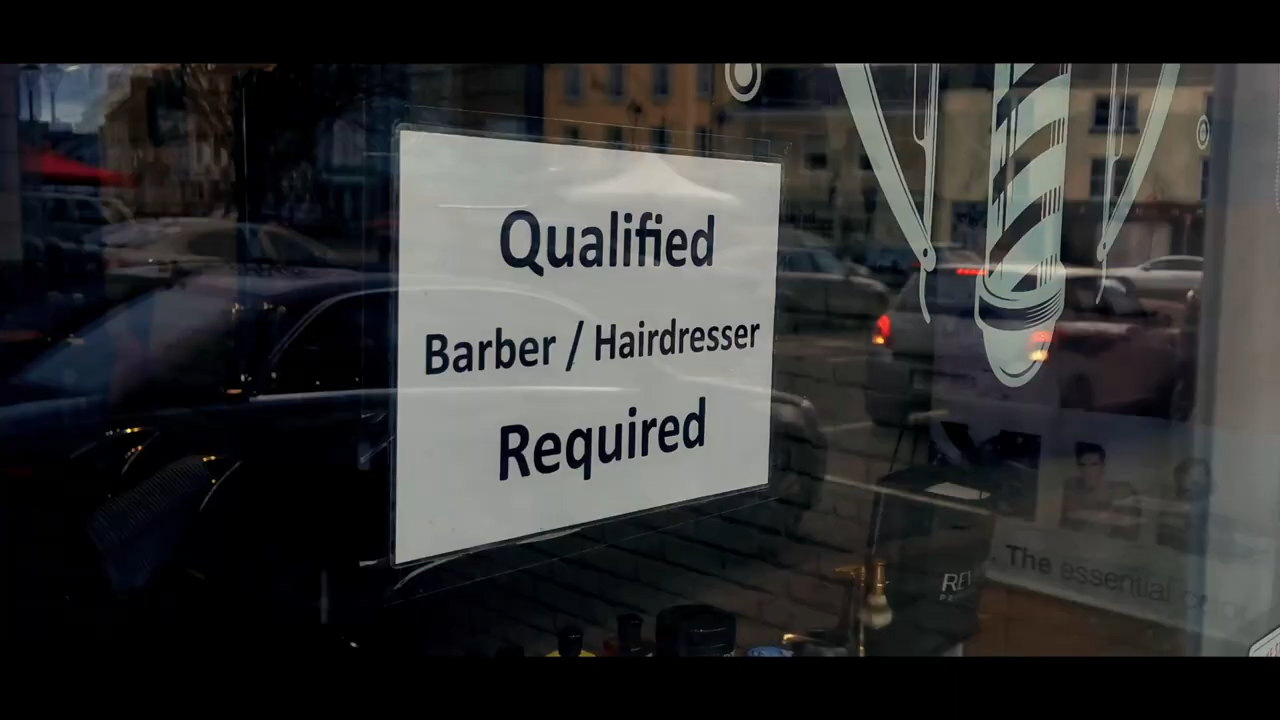 Qualified
Barber / Hairdresser
Required
. The essential